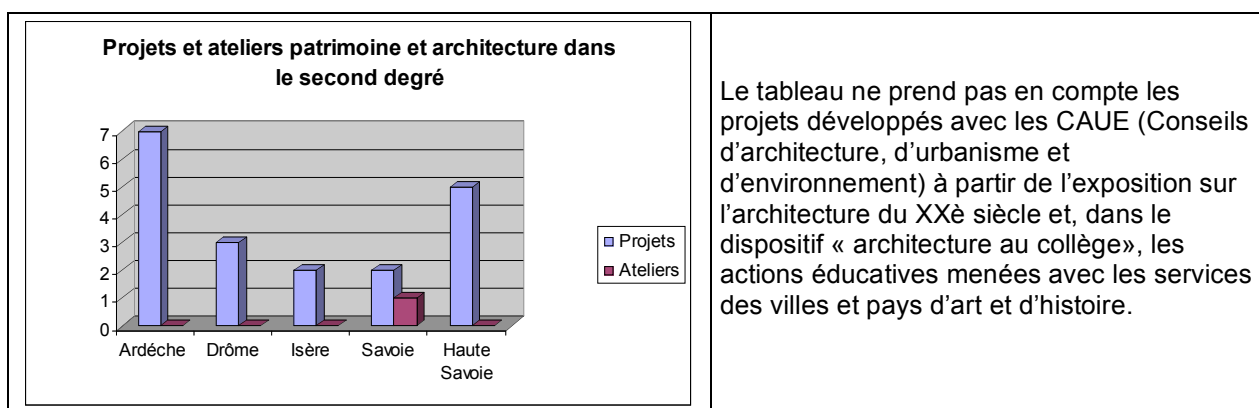 Projets et ateliers patrimoine et architecture dans
le second degré
7
6
5
4
3
2
1
0
Ardéche
Drôme
Isère
Savoie
Haute
Savoie
Projets
Ateliers
Le tableau ne prend pas en compte les
projets développés avec les CAUE (Conseils
d’architecture, d’urbanisme et
d’environnement) à partir de l’exposition sur
l’architecture du XXè siècle et, dans le
dispositif « architecture au collège», les
actions éducatives menées avec les services
des villes et pays d’art et d’histoire.